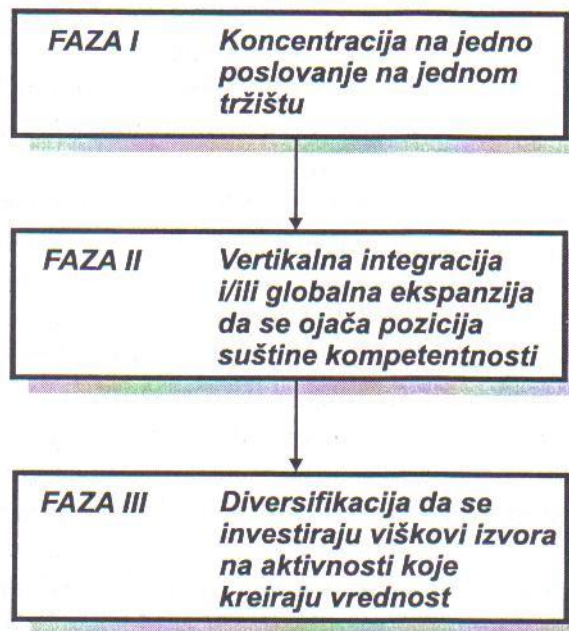 FAZA I Koncentracija na jedno
poslovanje na jednom
tržištu
FAZA II Vertikalna integracija
i/ili globalna ekspanzija
da se ojača pozicija
suštine kompetentnosti
FAZA III Diversifikacija da se
investiraju viškovi izvora
na aktivnosti koje
kreiraju vrednost